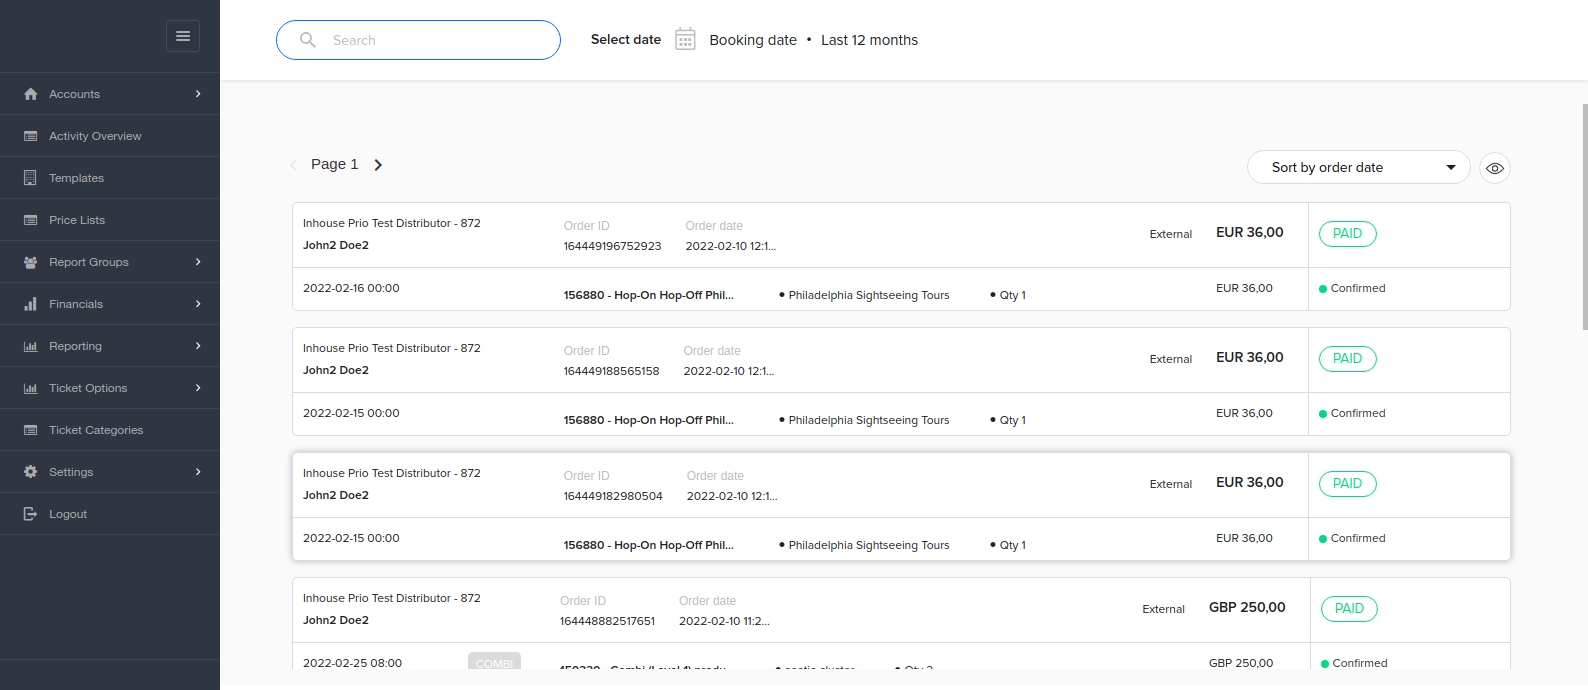 Search
Select date
Booking date • Last 12 months
Accounts
Activity Overview
Templates
Price Lists
Report Groups
Financials
Reporting
Ticket Options
Ticket Categories
Settings
Logout
Page 1
Sort by order date
Inhouse Prio Test Distributor - 872
John2 Doe2
Order ID
164449196752923
Order date
2022-02-10 12:1...
External
EUR 36,00
PAID
2022-02-16 00:00
156880 - Hop-On Hop-Off Phil...
• Philadelphia Sightseeing Tours
• Qty 1
EUR 36,00
Confirmed
Inhouse Prio Test Distributor - 872
John2 Doe2
Order ID
164449188565158
Order date
2022-02-10 12:1...
External
EUR 36,00
PAID
2022-02-15 00:00
156880 - Hop-On Hop-Off Phil...
• Philadelphia Sightseeing Tours
• Qty 1
EUR 36,00
Confirmed
Inhouse Prio Test Distributor - 872
John2 Doe2
Order ID
164449182980504
Order date
2022-02-10 12:1...
External
EUR 36,00
PAID
2022-02-15 00:00
156880 - Hop-On Hop-Off Phil...
• Philadelphia Sightseeing Tours
• Qty 1
EUR 36,00
Confirmed
Inhouse Prio Test Distributor - 872
John2 Doe2
Order ID
164448882517651
Order date
2022-02-10 11:2...
External
GBP 250,00
PAID
2022-02-25 08:00
COMBI
GBP 250,00
Confirmed